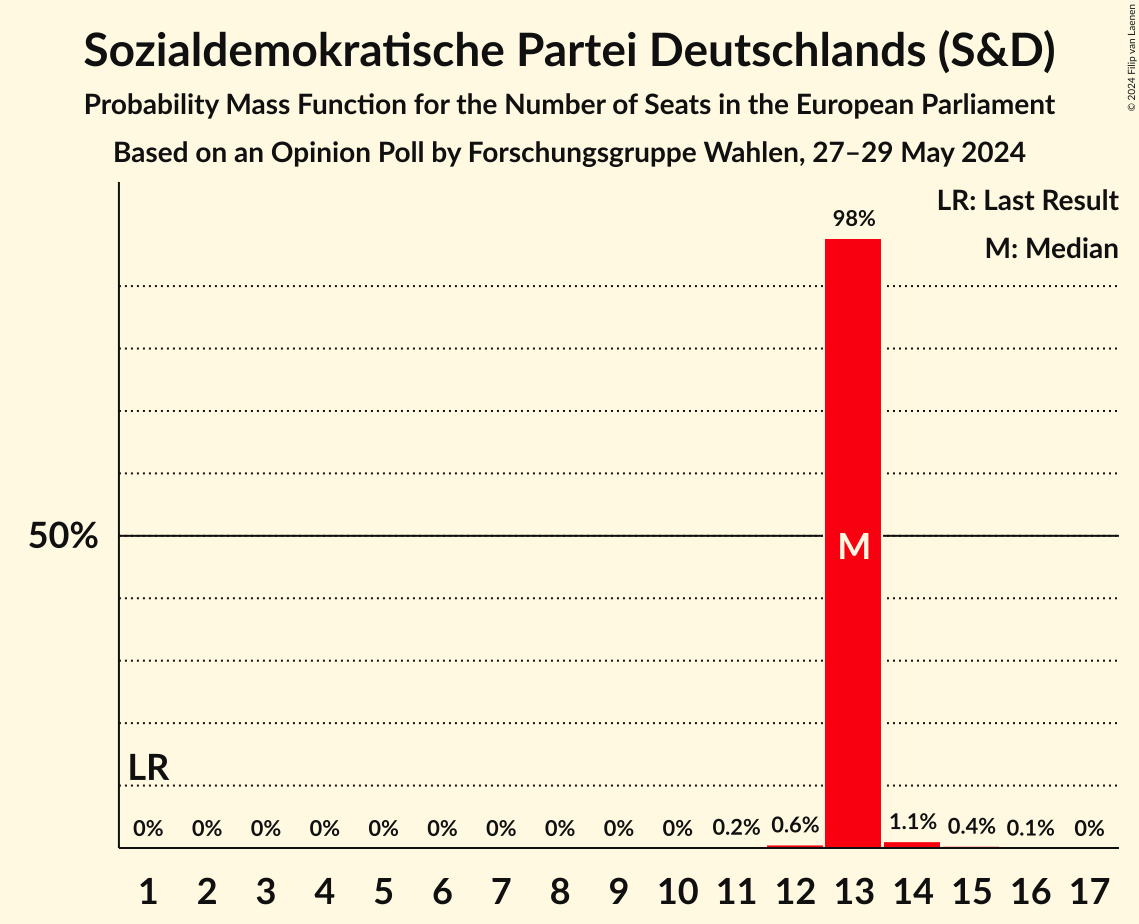 Sozialdemokratische Partei Deutschlands (S&D)
Probability Mass Function for the Number of Seats in the European Parliament
Based on an Opinion Poll by Forschungsgruppe Wahlen, 27–29 May 2024
© 2024 Filip van Laenen
LR: Last Result
M: Median
98%
50%
M
LR
0% 0% 0% 0% 0% 0% 0% 0% 0% 0% 0.2% 0.6% 1.1% 0.4% 0.1% 0%
1 2 3 4 5 6 7 8 9 10 11 12 13 14 15 16 17